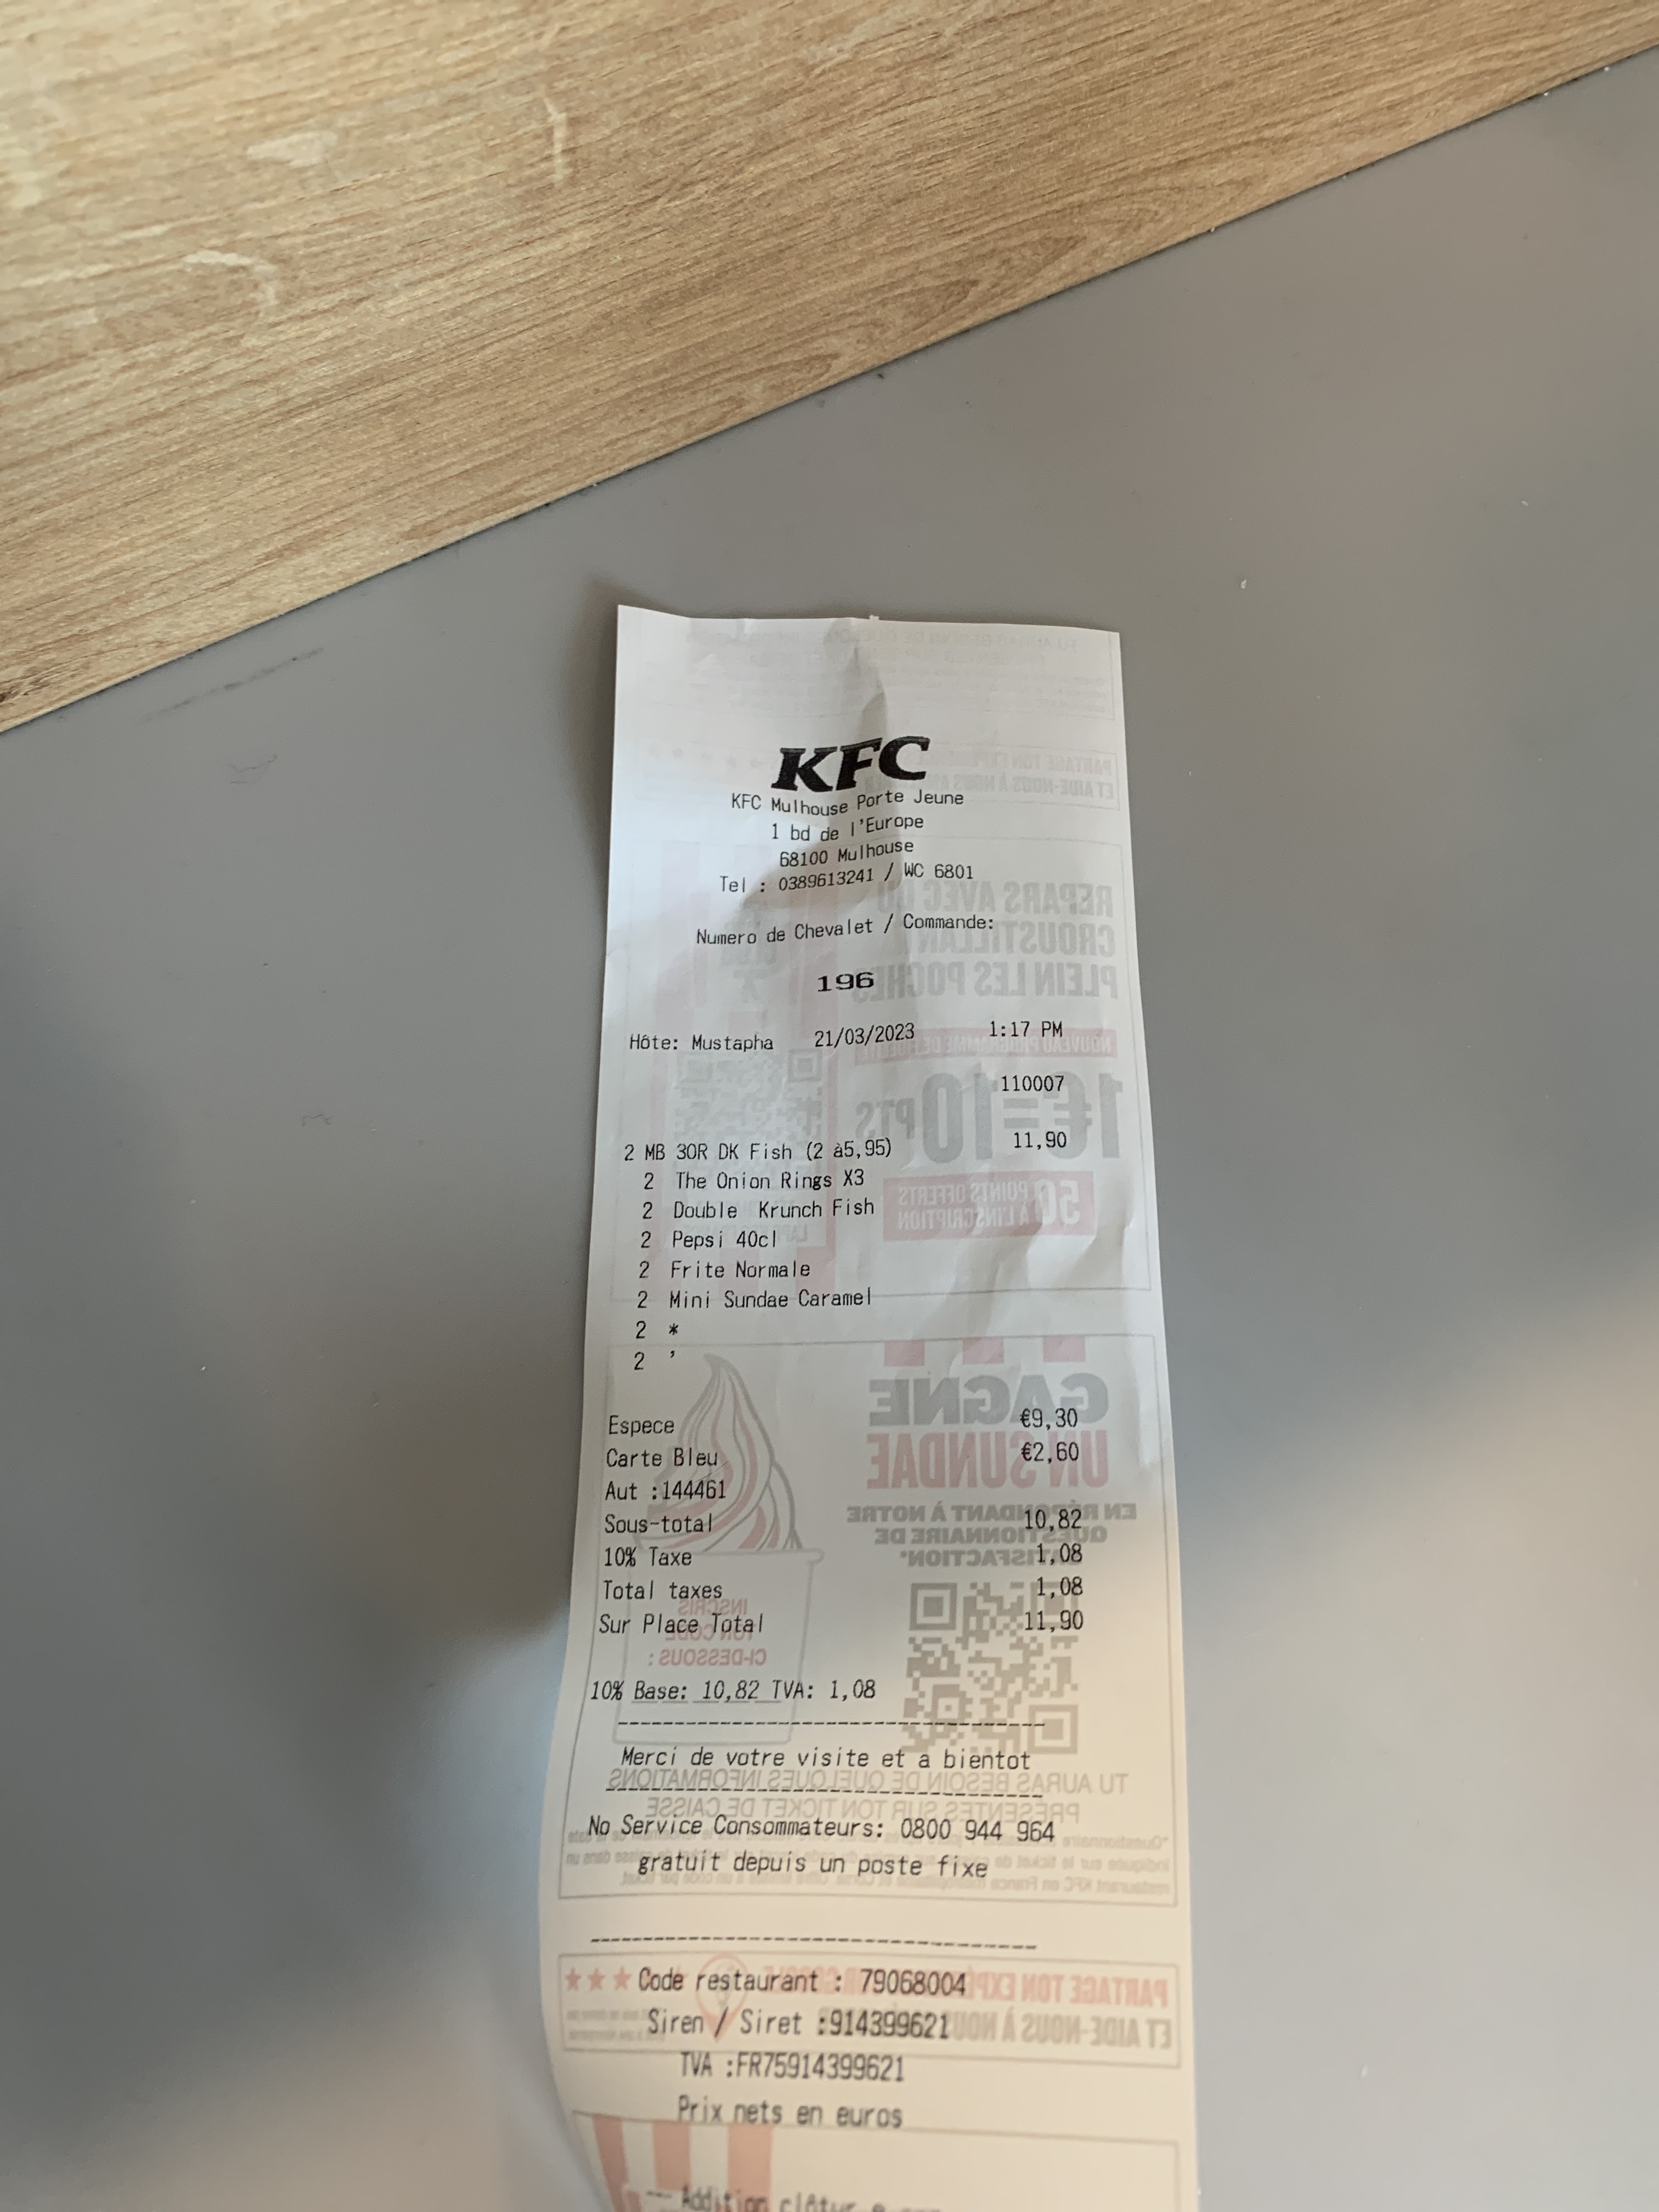 KFC
KFC Mulhouse Porte Jeune
1 bd de l'Europe
68100 Mulhouse
Tel : 0389613241 / WC 6801
Numero de Chevalet / Commande:
196
Hôte: Mustapha 21/03/2023 1:17 PM
110007
2 MB 30R DK Fish (2 à5,95) 11,90
2 The Onion Rings X3
2 Double Krunch Fish
2 Pepsi 40cl
2 Frite Normale
2 Mini Sundae Caramel
2 *
2 ’
Espece €9,30
Carte Bleu €2,60
Aut :144461
Sous-total 10,82
10% Taxe 1,08
Total taxes 1,08
Sur Place Total 11,90
10% Base: 10,82 TVA: 1,08
Merci de votre visite et a bientot
No Service Consommateurs: 0800 944 964
gratuit depuis un poste fixe
Code restaurant : 79068004
Siren / Siret :914399621
TVA :FR75914399621
Prix nets en euros
Addition